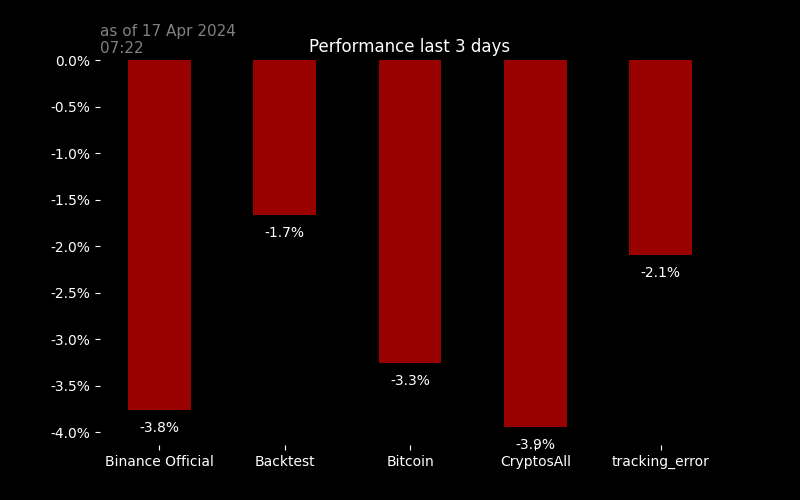 as of 17 Apr 2024
07:22
Performance last 3 days
0.0%
-0.5%
-1.0%
-1.5%
-2.0%
-2.5%
-3.0%
-3.5%
-4.0%
-3.8%
-1.7%
-3.3%
-3.9%
-2.1%
Binance Official
Backtest
Bitcoin
CryptosAll
tracking_error